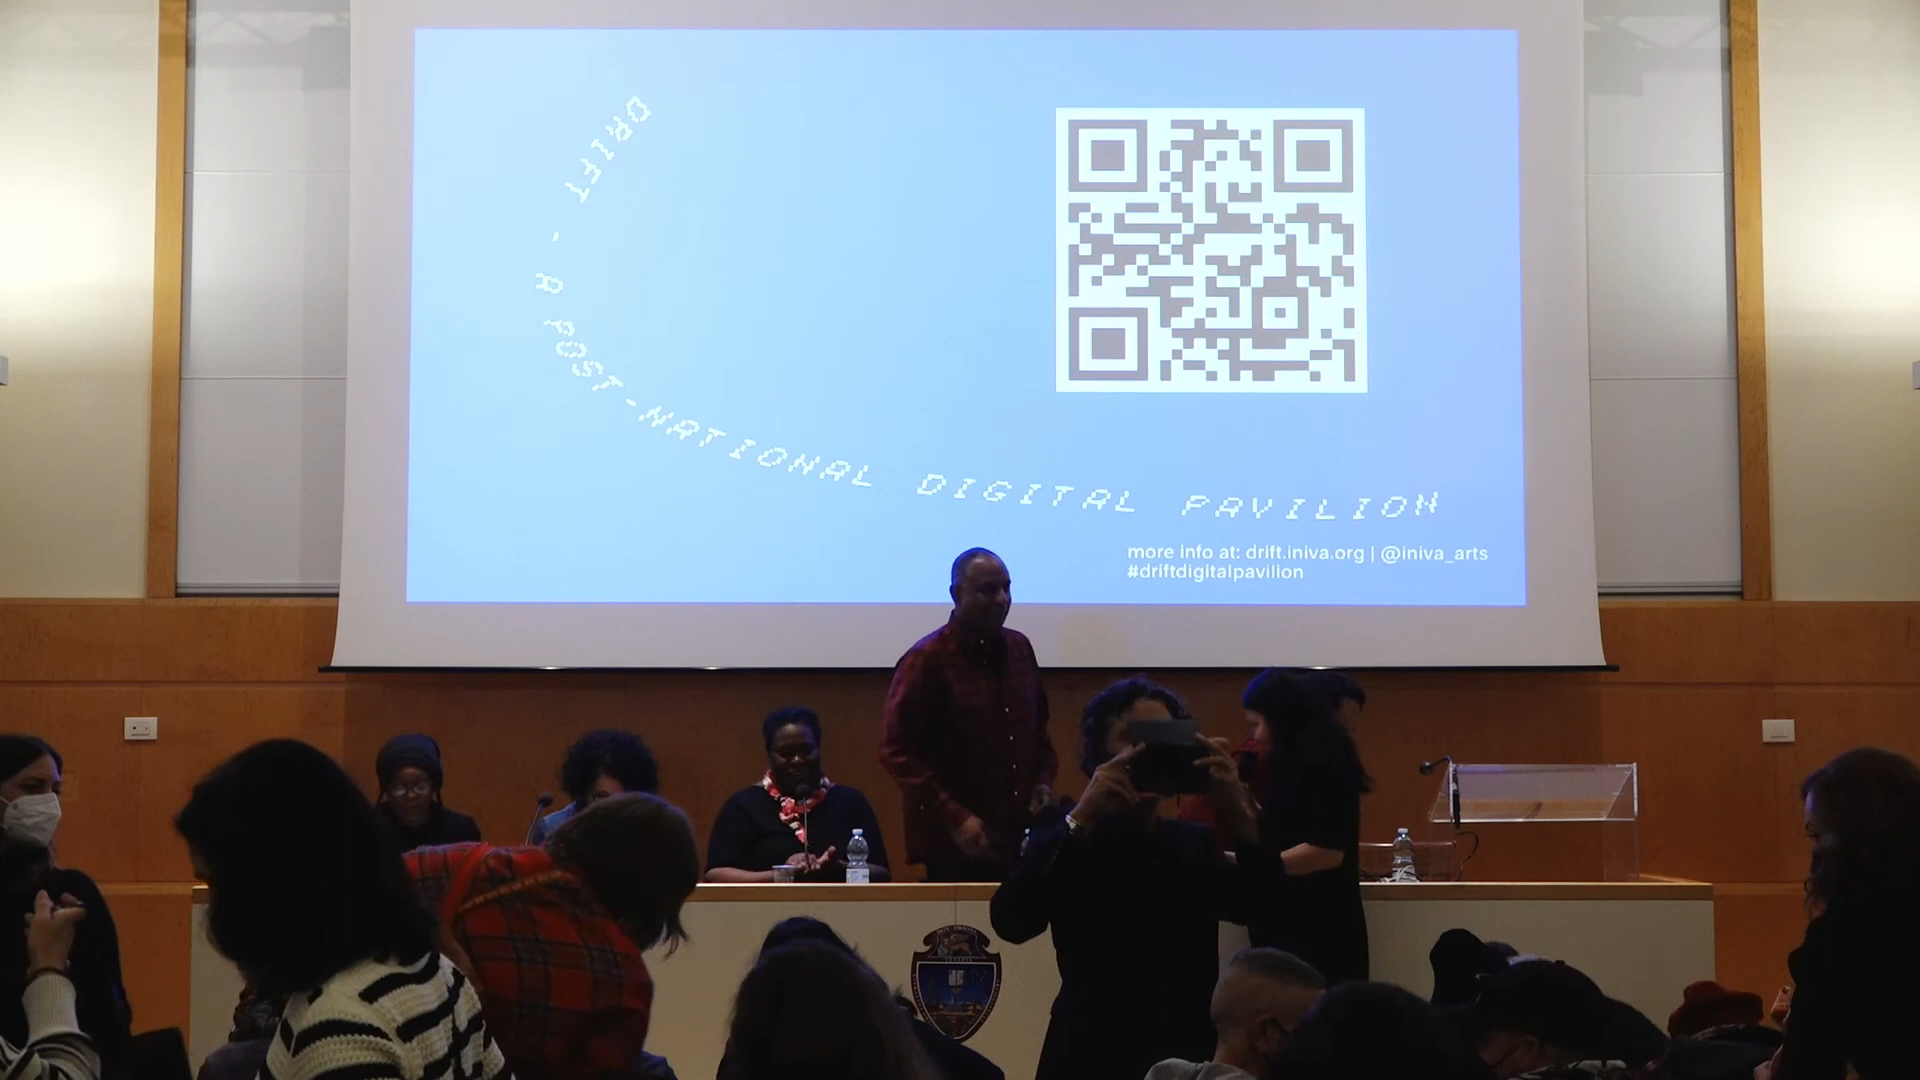 DRIFT - A POST-NATIONAL DIGITAL PAVILION
more info at: drift.iniva.org | @iniva_arts
#driftdigitalpavilion